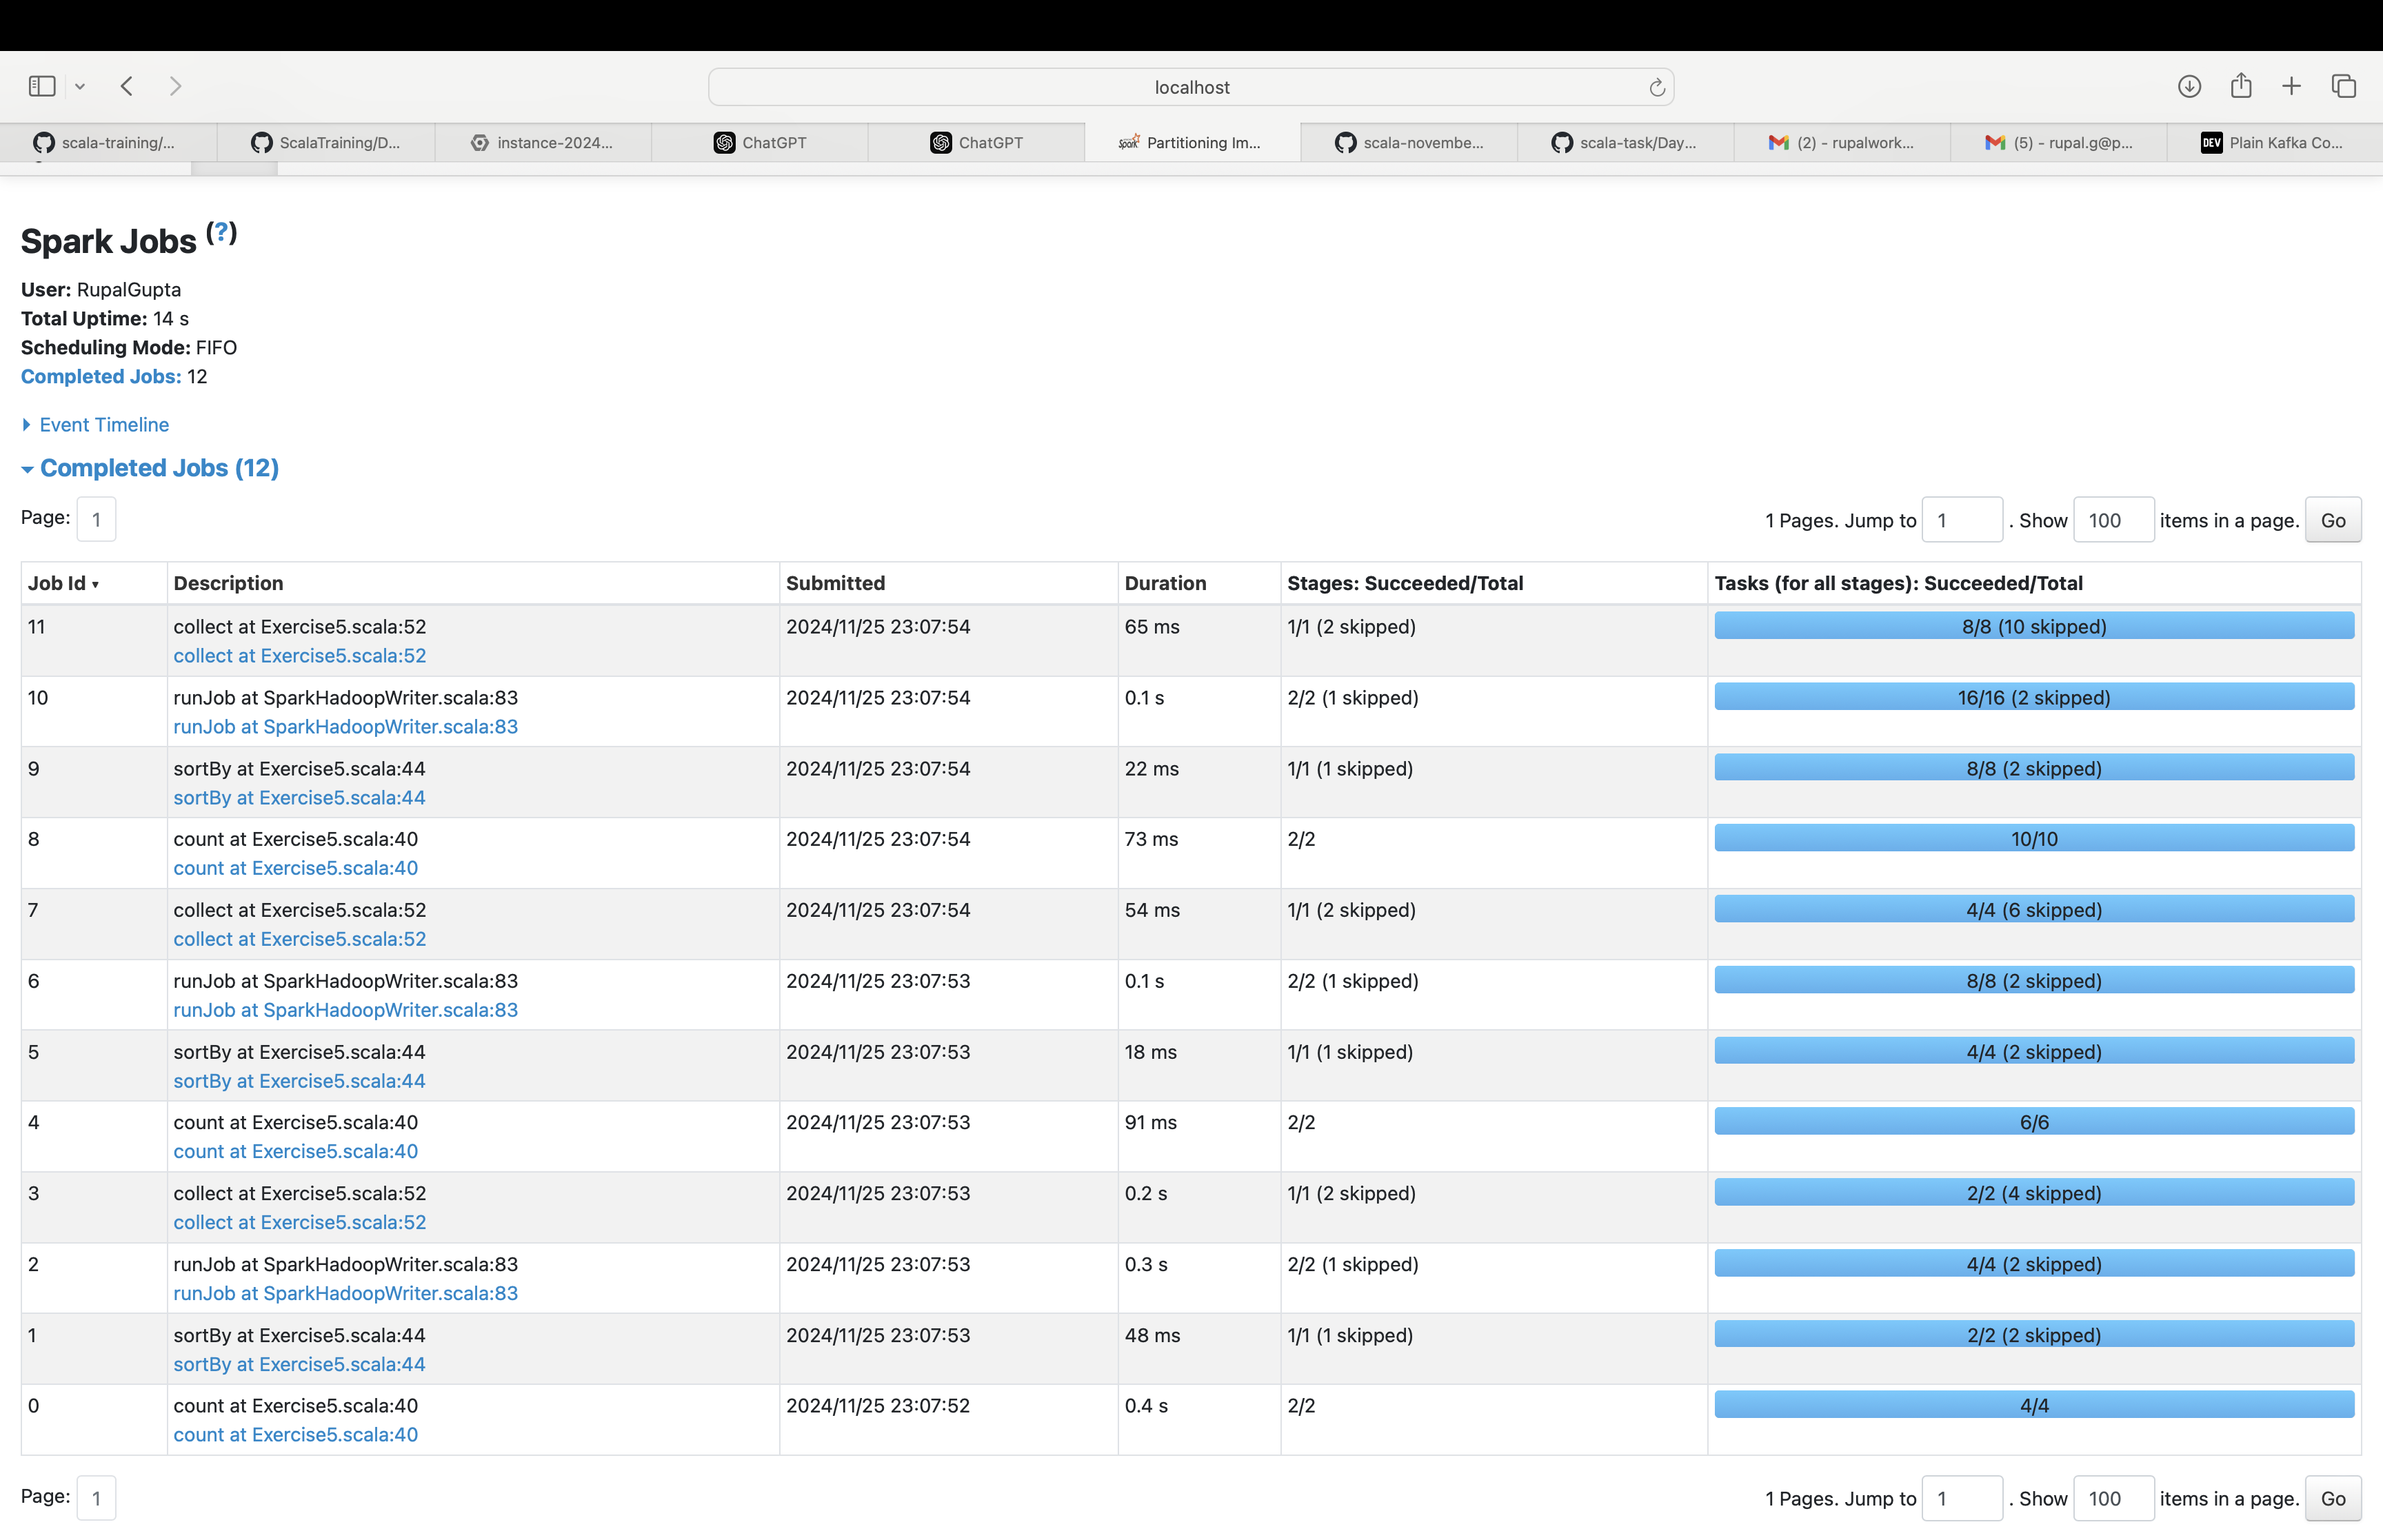 localhost
scala-training/...
ScalaTraining/D...
instance-2024...
ChatGPT
ChatGPT
Spark Partitioning Im...
scala-novembe...
scala-task/Day...
(2) - rupalwork...
(5) - rupal.g@p...
DEV Plain Kafka Co...
Spark Jobs (?)
User: RupalGupta
Total Uptime: 14 s
Scheduling Mode: FIFO
Completed Jobs: 12
Event Timeline
Completed Jobs (12)
Page: 1
1 Pages. Jump to 1 . Show 100 items in a page. Go
Job Id ▾ Description Submitted Duration Stages: Succeeded/Total Tasks (for all stages): Succeeded/Total
11 collect at Exercise5.scala:52 2024/11/25 23:07:54 65 ms 1/1 (2 skipped) 8/8 (10 skipped)
collect at Exercise5.scala:52
10 runJob at SparkHadoopWriter.scala:83 2024/11/25 23:07:54 0.1 s 2/2 (1 skipped) 16/16 (2 skipped)
runJob at SparkHadoopWriter.scala:83
9 sortBy at Exercise5.scala:44 2024/11/25 23:07:54 22 ms 1/1 (1 skipped) 8/8 (2 skipped)
sortBy at Exercise5.scala:44
8 count at Exercise5.scala:40 2024/11/25 23:07:54 73 ms 2/2 10/10
count at Exercise5.scala:40
7 collect at Exercise5.scala:52 2024/11/25 23:07:54 54 ms 1/1 (2 skipped) 4/4 (6 skipped)
collect at Exercise5.scala:52
6 runJob at SparkHadoopWriter.scala:83 2024/11/25 23:07:53 0.1 s 2/2 (1 skipped) 8/8 (2 skipped)
runJob at SparkHadoopWriter.scala:83
5 sortBy at Exercise5.scala:44 2024/11/25 23:07:53 18 ms 1/1 (1 skipped) 4/4 (2 skipped)
sortBy at Exercise5.scala:44
4 count at Exercise5.scala:40 2024/11/25 23:07:53 91 ms 2/2 6/6
count at Exercise5.scala:40
3 collect at Exercise5.scala:52 2024/11/25 23:07:53 0.2 s 1/1 (2 skipped) 2/2 (4 skipped)
collect at Exercise5.scala:52
2 runJob at SparkHadoopWriter.scala:83 2024/11/25 23:07:53 0.3 s 2/2 (1 skipped) 4/4 (2 skipped)
runJob at SparkHadoopWriter.scala:83
1 sortBy at Exercise5.scala:44 2024/11/25 23:07:53 48 ms 1/1 (1 skipped) 2/2 (2 skipped)
sortBy at Exercise5.scala:44
0 count at Exercise5.scala:40 2024/11/25 23:07:52 0.4 s 2/2 4/4
count at Exercise5.scala:40
Page: 1
1 Pages. Jump to 1 . Show 100 items in a page. Go